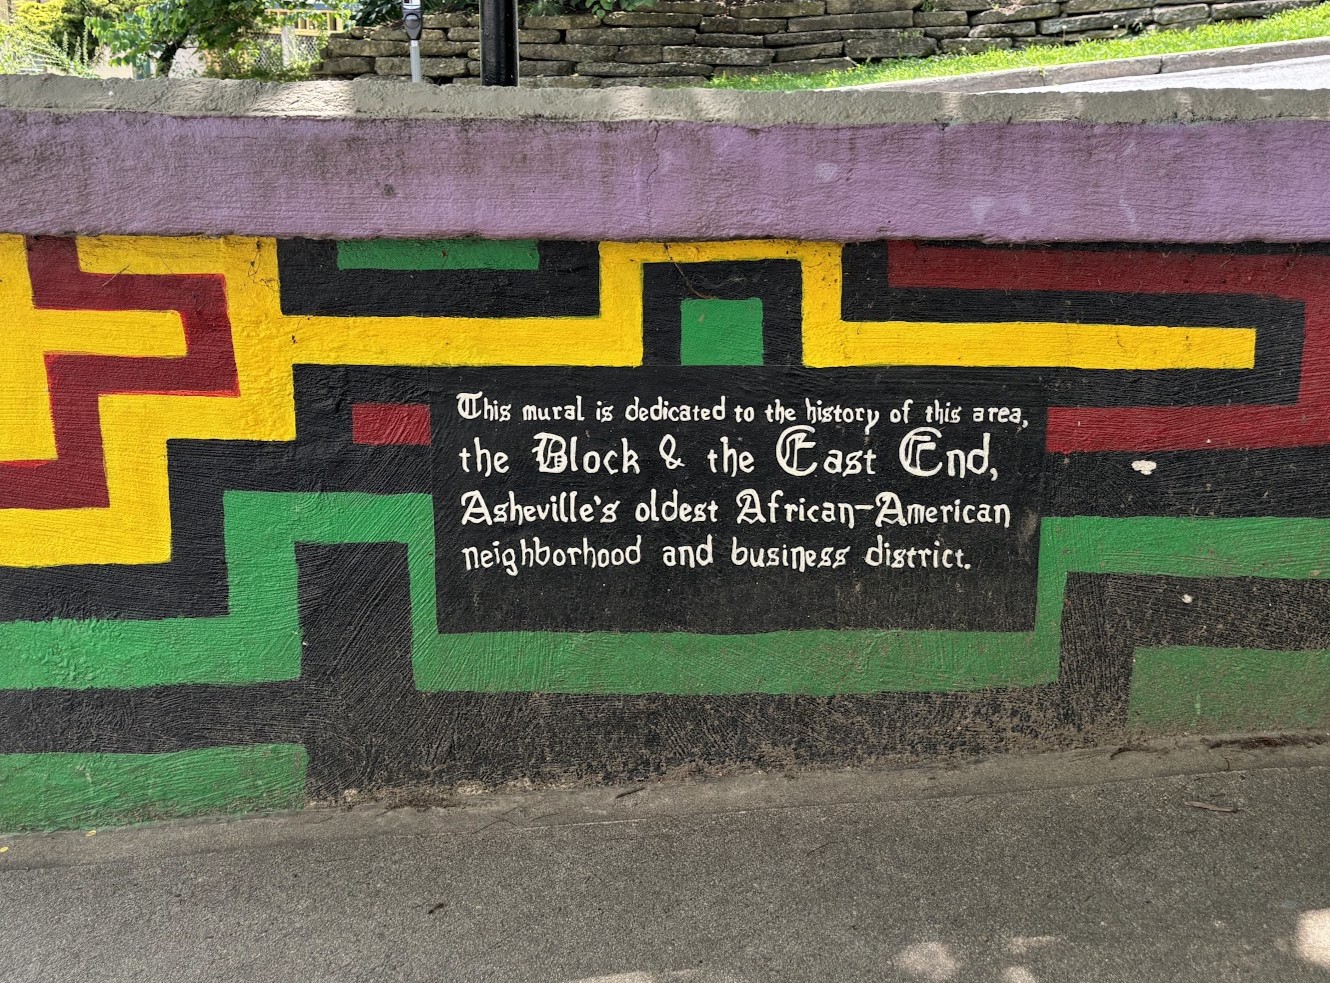 This mural is dedicated to the history of this area,
the Block & the East End,
Asheville's oldest African-American
neighborhood and business district.